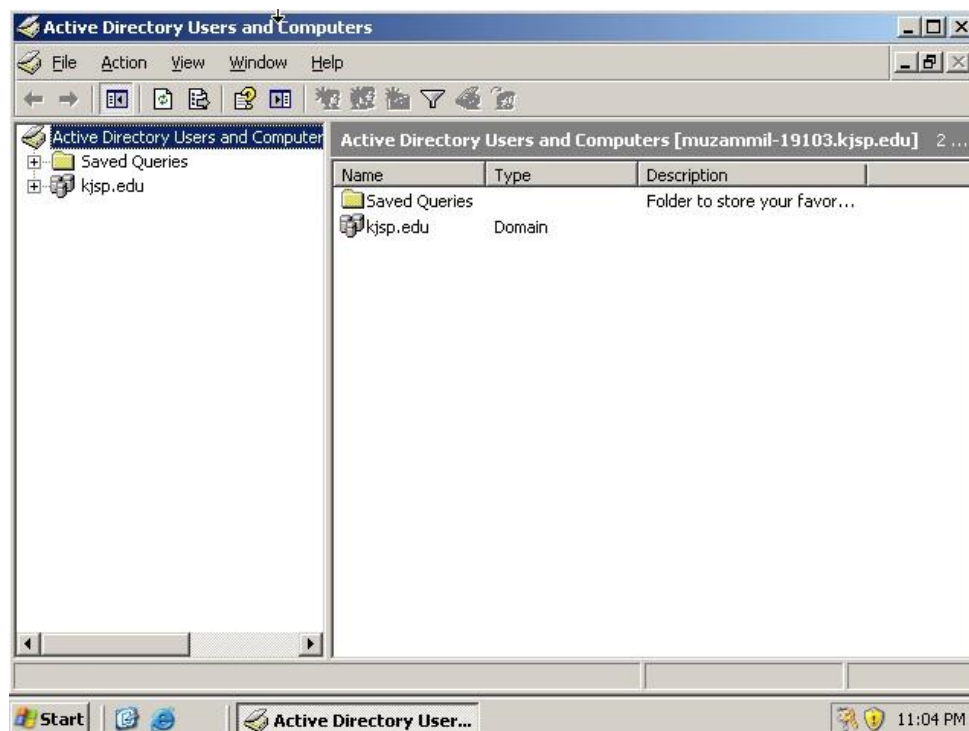 Active Directory Users and Computers
File Action View Window Help
Active Directory Users and Computer
Saved Queries
kjsp.edu
Active Directory Users and Computers [muzammil-19103.kjsp.edu] 2 ...
Name Type Description
Saved Queries Folder to store your favor...
kjsp.edu Domain
Start Active Directory User... 11:04 PM